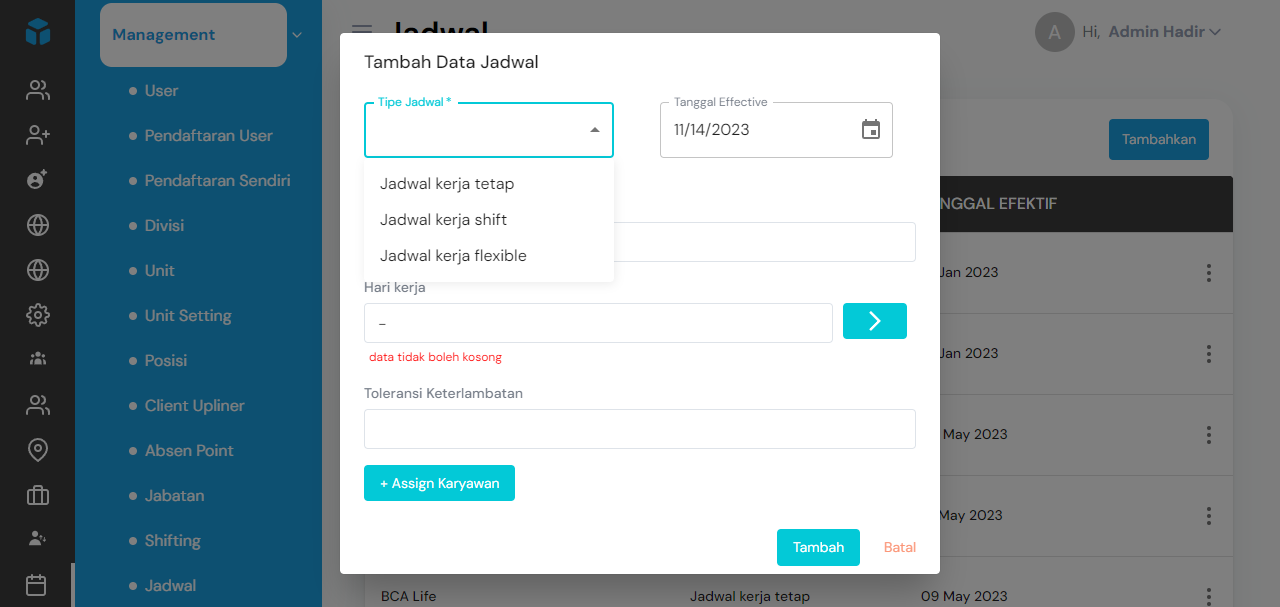 Management
User
Pendaftaran User
Pendaftaran Sendiri
Divisi
Unit
Unit Setting
Posisi
Client Upliner
Absen Point
Jabatan
Shifting
Jadwal
Jadwal
A Hi, Admin Hadir
Tambahkan
NGGAL EFEKTIF
Jan 2023
Jan 2023
May 2023
May 2023
BCA Life Jadwal kerja tetap 09 May 2023
Tambah Data Jadwal
Tipe Jadwal *
Tanggal Effective
11/14/2023
Jadwal kerja tetap
Jadwal kerja shift
Jadwal kerja flexible
Hari kerja
-
data tidak boleh kosong
Toleransi Keterlambatan
+ Assign Karyawan
Tambah
Batal